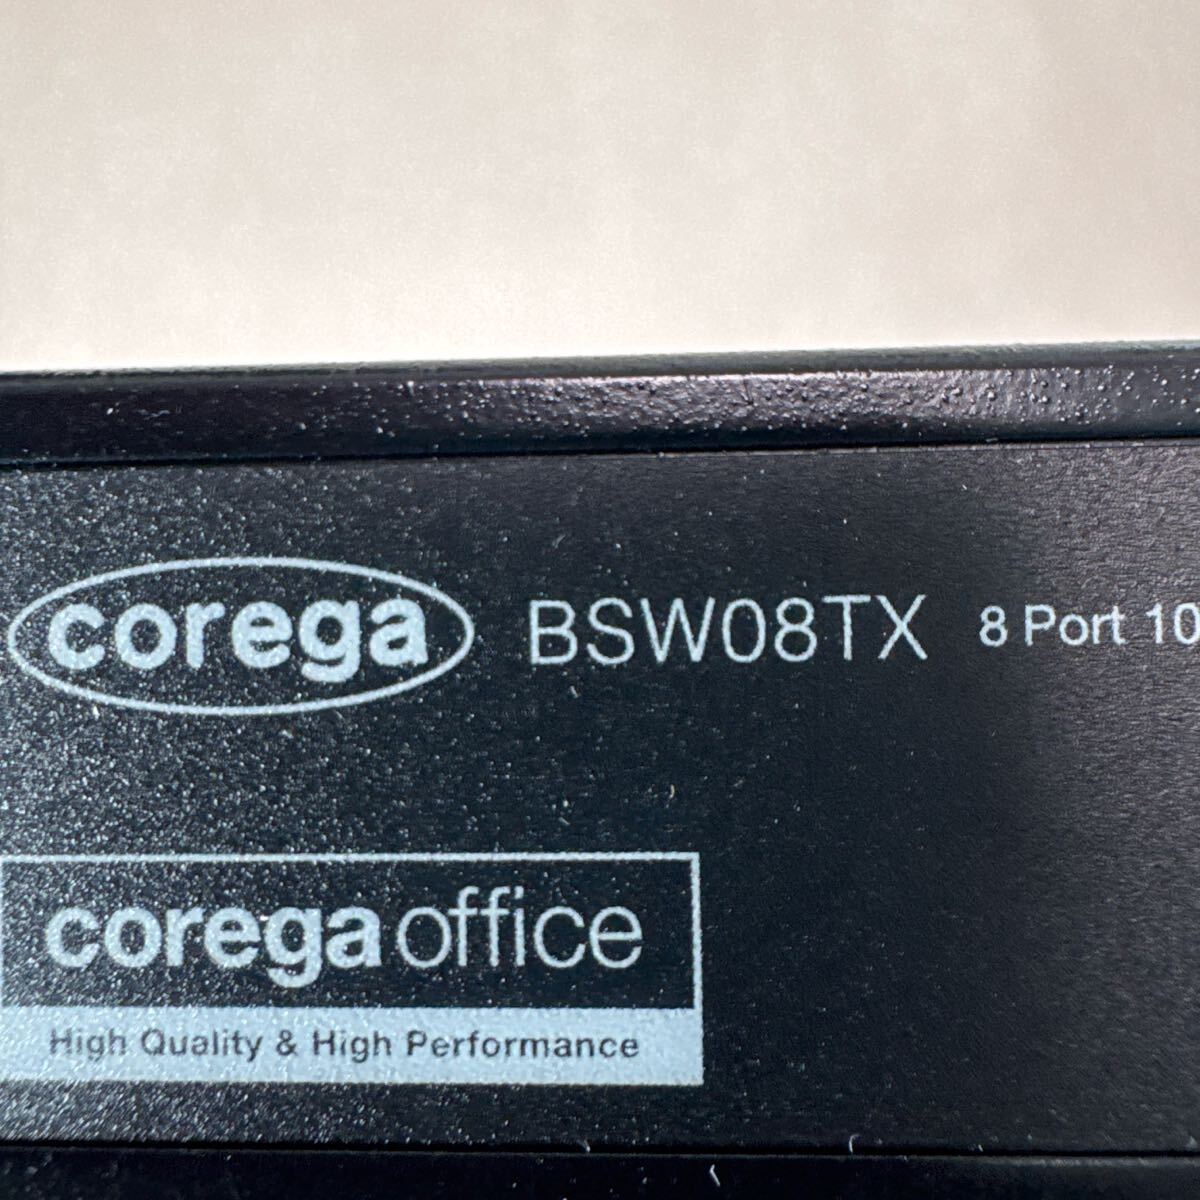 corega BSW08TX 8 Port 10
corega office
High Quality & High Performance